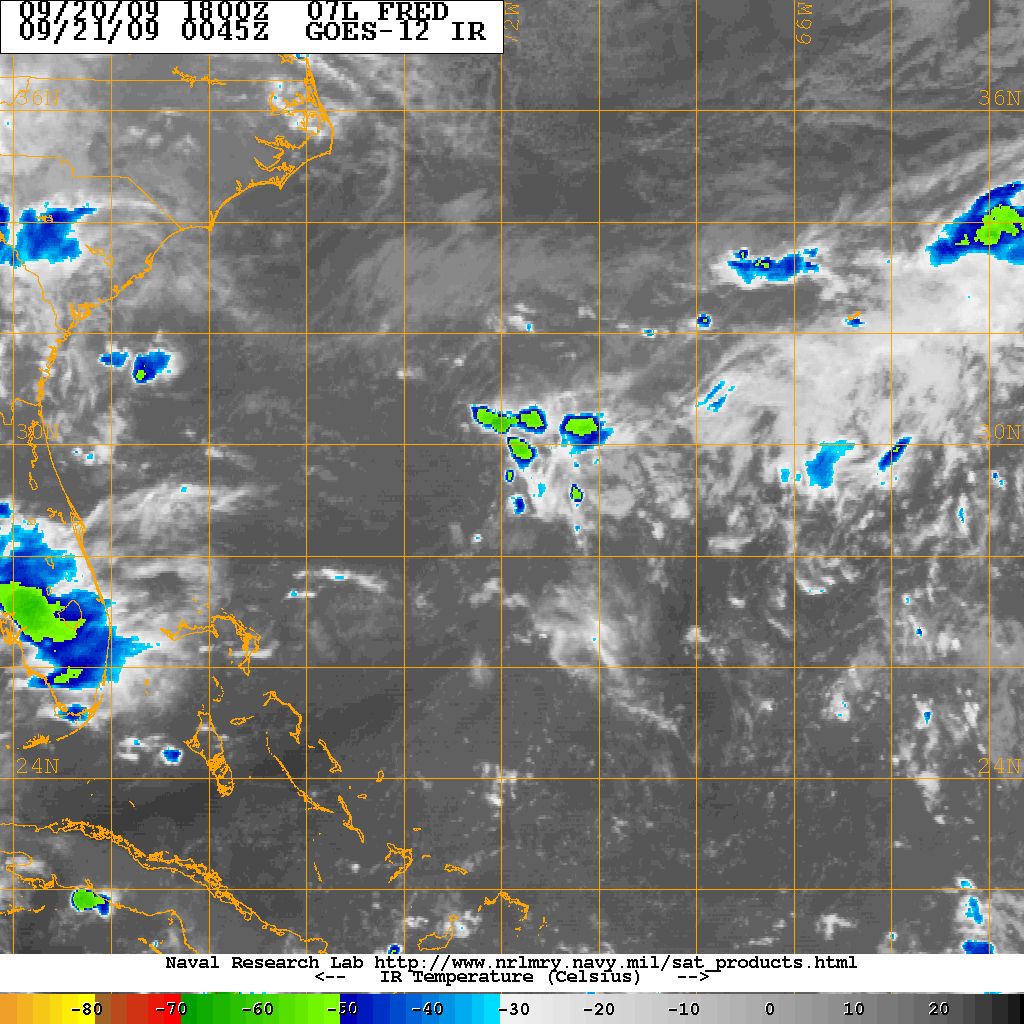 09/20/09 1800Z 07L FRED
09/21/09 0045Z GOES-12 IR
72W
69W
36N
36N
30N
30N
24N
24N
Naval Research Lab http://www.nrlmry.navy.mil/sat_products.html
<-- IR Temperature (Celsius) -->
-80 -70 -60 -50 -40 -30 -20 -10 0 10 20